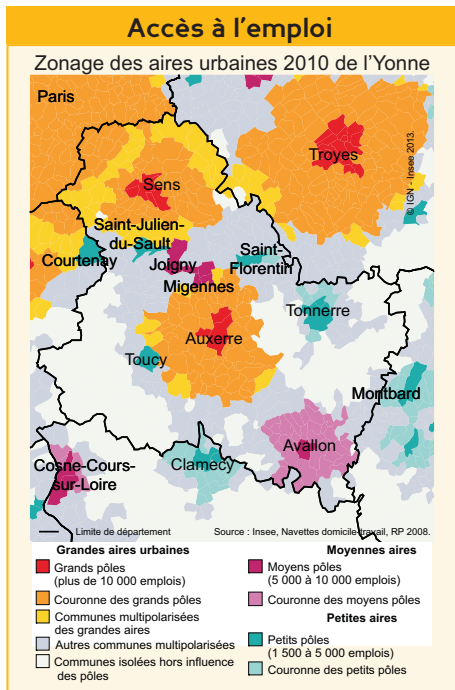 Accès à l'emploi
Zonage des aires urbaines 2010 de l'Yonne
Paris
Troyes
© IGN - Insee 2013.
Sens
Saint-Julien-
du-Sault
Courtenay
Joigny
Saint-
Florentin
Migennes
Tonnerre
Auxerre
Toucy
Montbard
Avallon
Cosne-Cours-
sur-Loire
Clamecy
Limite de département
Source : Insee, Navettes domicile-travail, RP 2008.
Grandes aires urbaines
Grands pôles
(plus de 10 000 emplois)
Couronne des grands pôles
Communes multipolarisées
des grandes aires
Autres communes multipolarisées
Communes isolées hors influence
des pôles
Moyennes aires
Moyens pôles
(5 000 à 10 000 emplois)
Couronne des moyens pôles
Petites aires
Petits pôles
(1 500 à 5 000 emplois)
Couronne des petits pôles